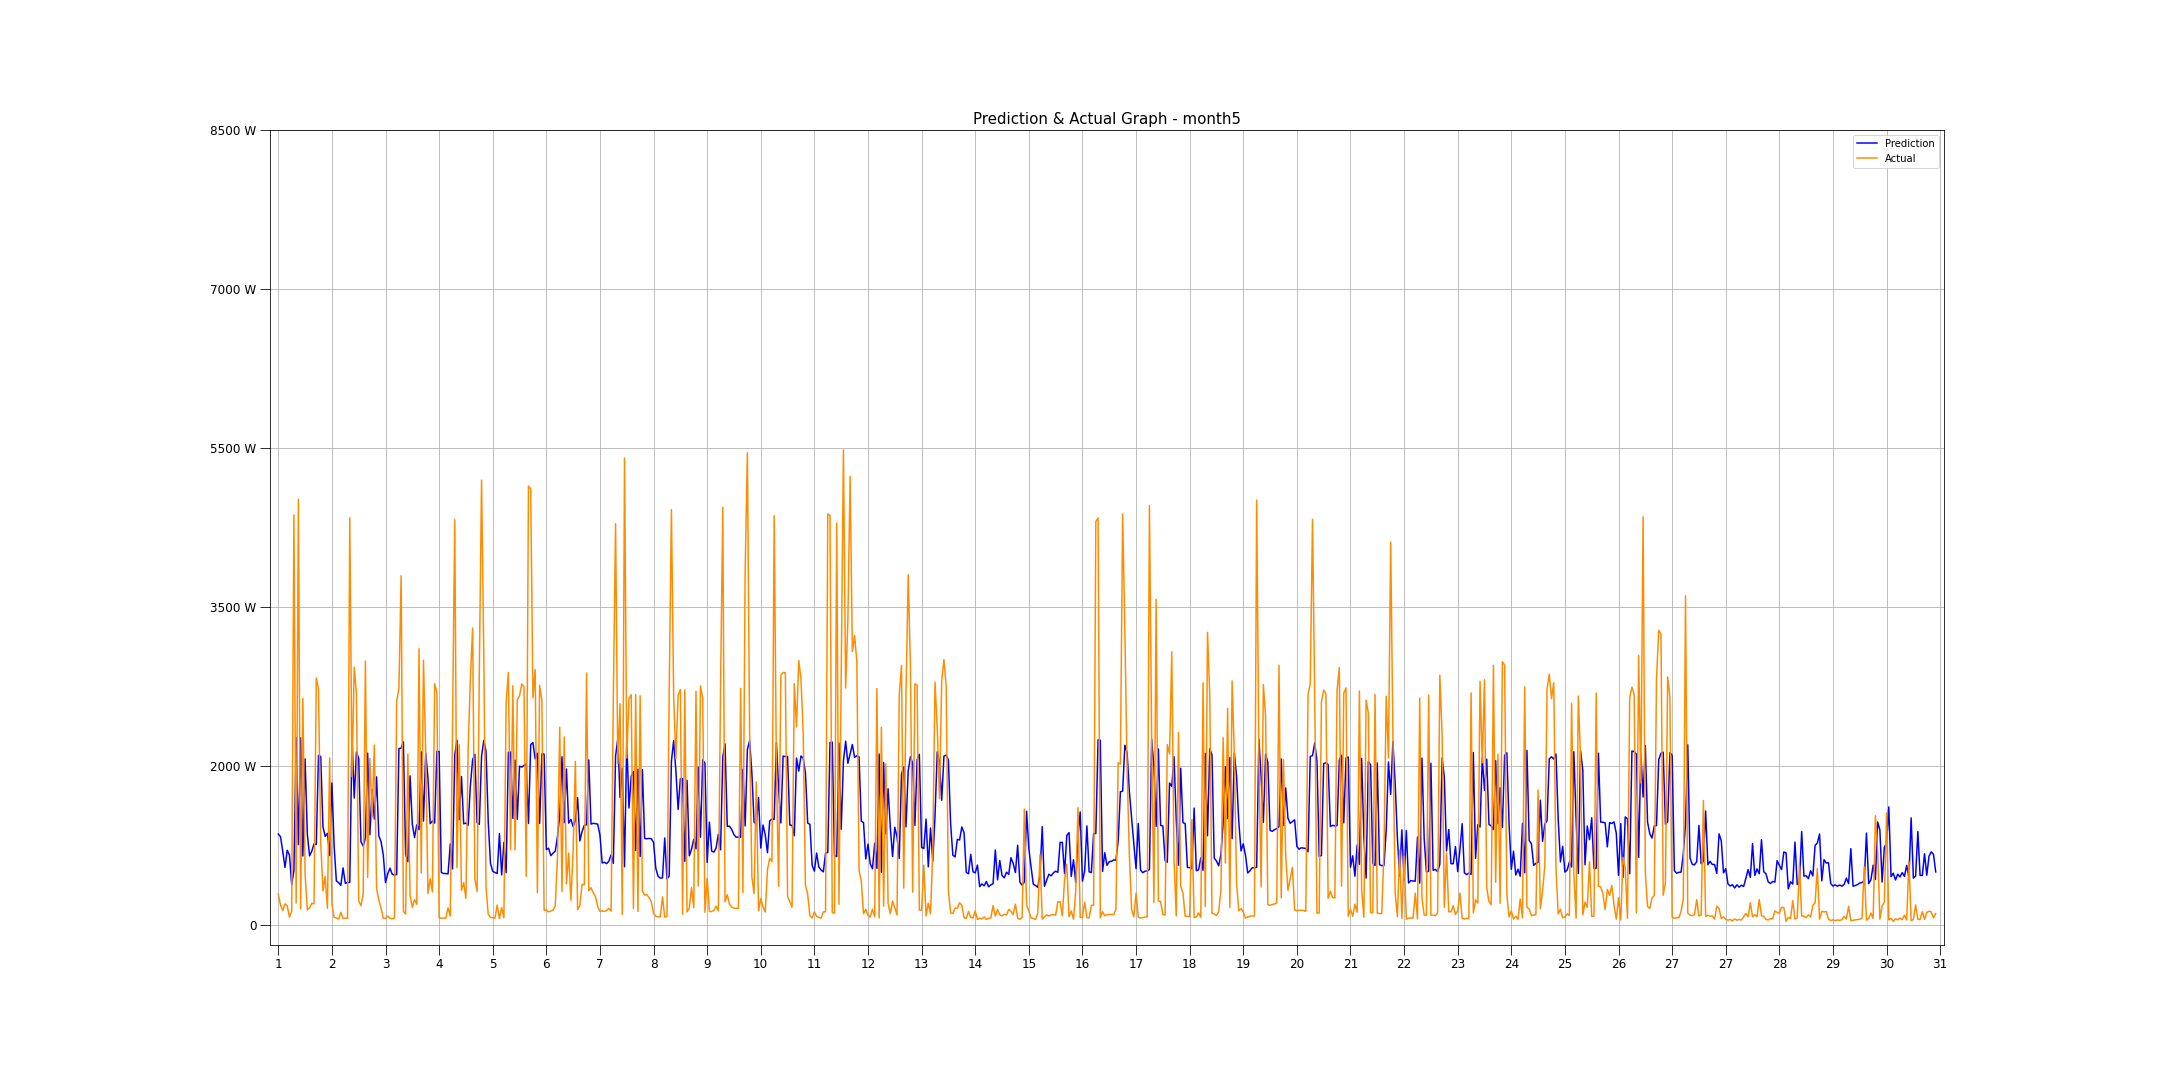 Prediction & Actual Graph - month5
8500 W
7000 W
5500 W
3500 W
2000 W
0
Prediction
Actual
1 2 3 4 5 6 7 8 9 10 11 12 13 14 15 16 17 18 19 20 21 22 23 24 25 26 27 27 28 29 30 31